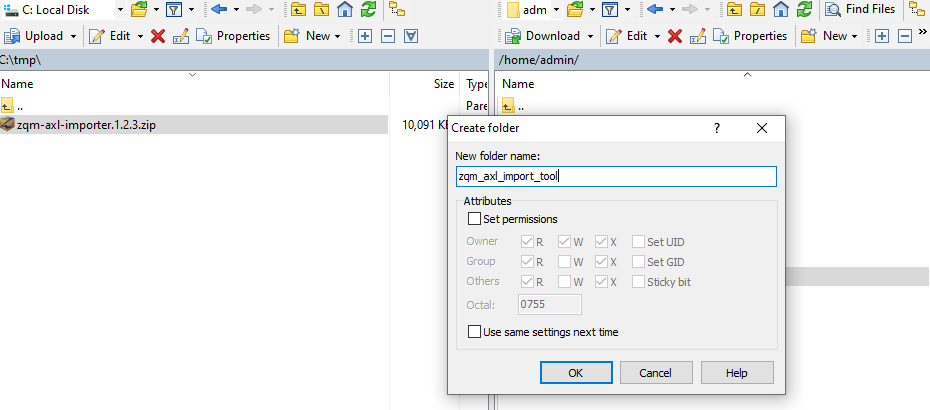 C: Local Disk
adm
Find Files
Upload
Edit
Properties
New
Download
Edit
Properties
New
C:\tmp\
/home/admin/
Name
Size
Type
Name
..
Pare
..
zqm-axl-importer.1.2.3.zip
10,091 K
Create folder
New folder name:
zqm_axl_import_tool
Attributes
Set permissions
Owner R W X Set UID
Group R W X Set GID
Others R W X Sticky bit
Octal: 0755
Use same settings next time
OK
Cancel
Help